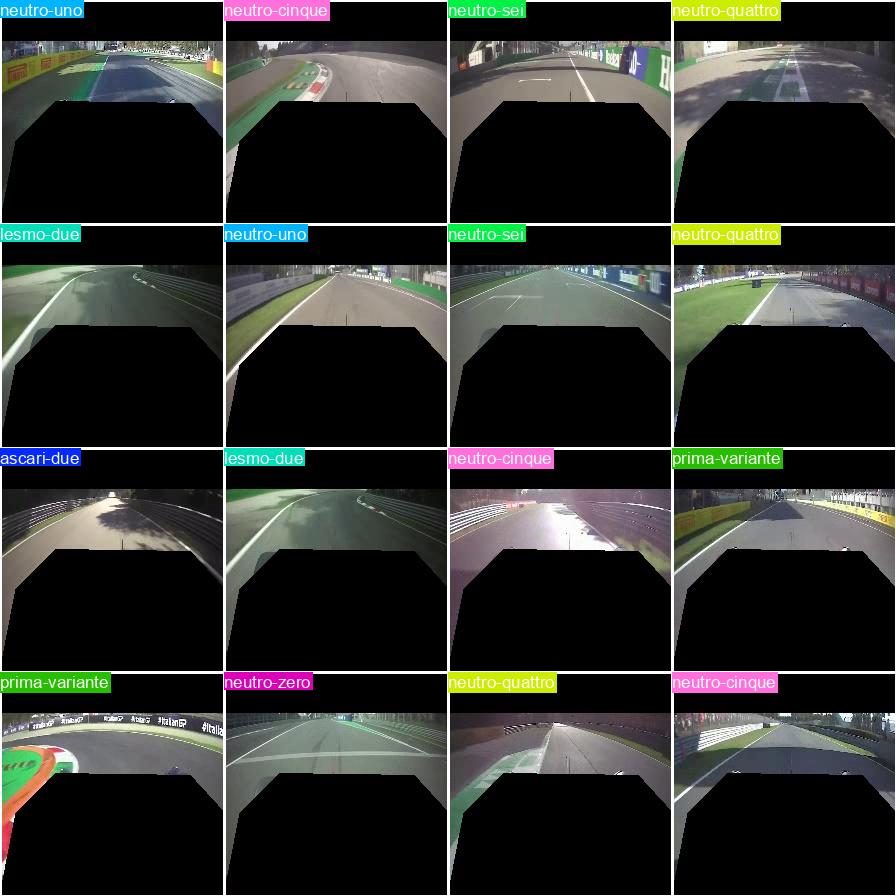 neutro-uno
neutro-cinque
neutro-sei
neutro-quattro
lesmo-due
neutro-uno
neutro-sei
neutro-quattro
ascari-due
lesmo-due
neutro-cinque
prima-variante
prima-variante
neutro-zero
neutro-quattro
neutro-cinque